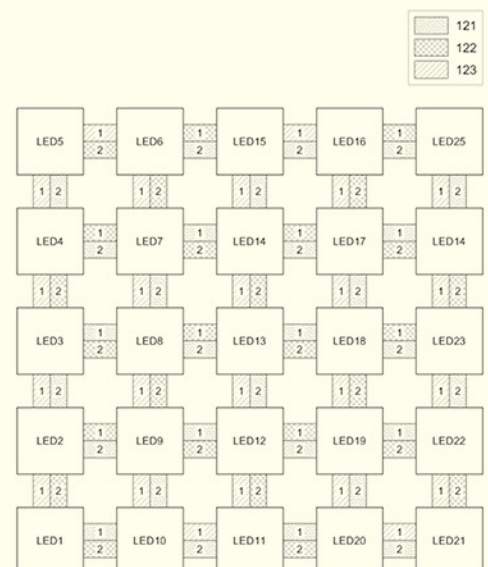 121
122
123
LED5 1 2 LED6 1 2 LED15 1 2 LED16 1 2 LED25
1 2 1 2 1 2 1 2 1 2
LED4 1 2 LED7 1 2 LED14 1 2 LED17 1 2 LED14
1 2 1 2 1 2 1 2 1 2
LED3 1 2 LED8 1 2 LED13 1 2 LED18 1 2 LED23
1 2 1 2 1 2 1 2 1 2
LED2 1 2 LED9 1 2 LED12 1 2 LED19 1 2 LED22
1 2 1 2 1 2 1 2 1 2
LED1 1 2 LED10 1 2 LED11 1 2 LED20 1 2 LED21